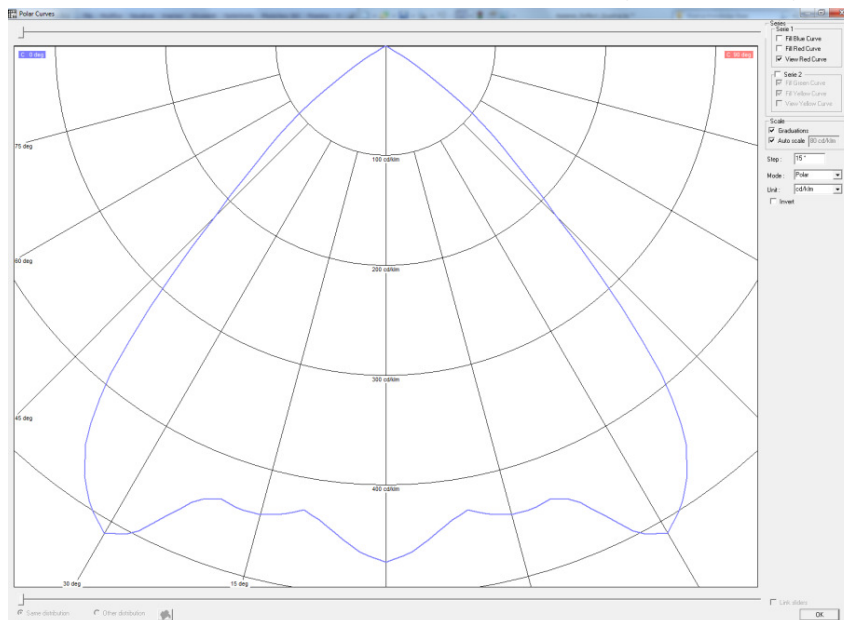 Polar Curves
C: 0 deg
C: 90 deg
75 deg
60 deg
45 deg
30 deg
15 deg
100 cd/klm
200 cd/klm
300 cd/klm
400 cd/klm
Series
Serie 1
Fill Blue Curve
Fill Red Curve
View Red Curve
Serie 2
Fill Green Curve
Fill Yellow Curve
View Yellow Curve
Scale
Graduations
Auto scale
cd/klm
Step : 15 °
Mode : Polar
Unit : cd/klm
Invert
Same distribution
Other distribution
Link sliders
OK